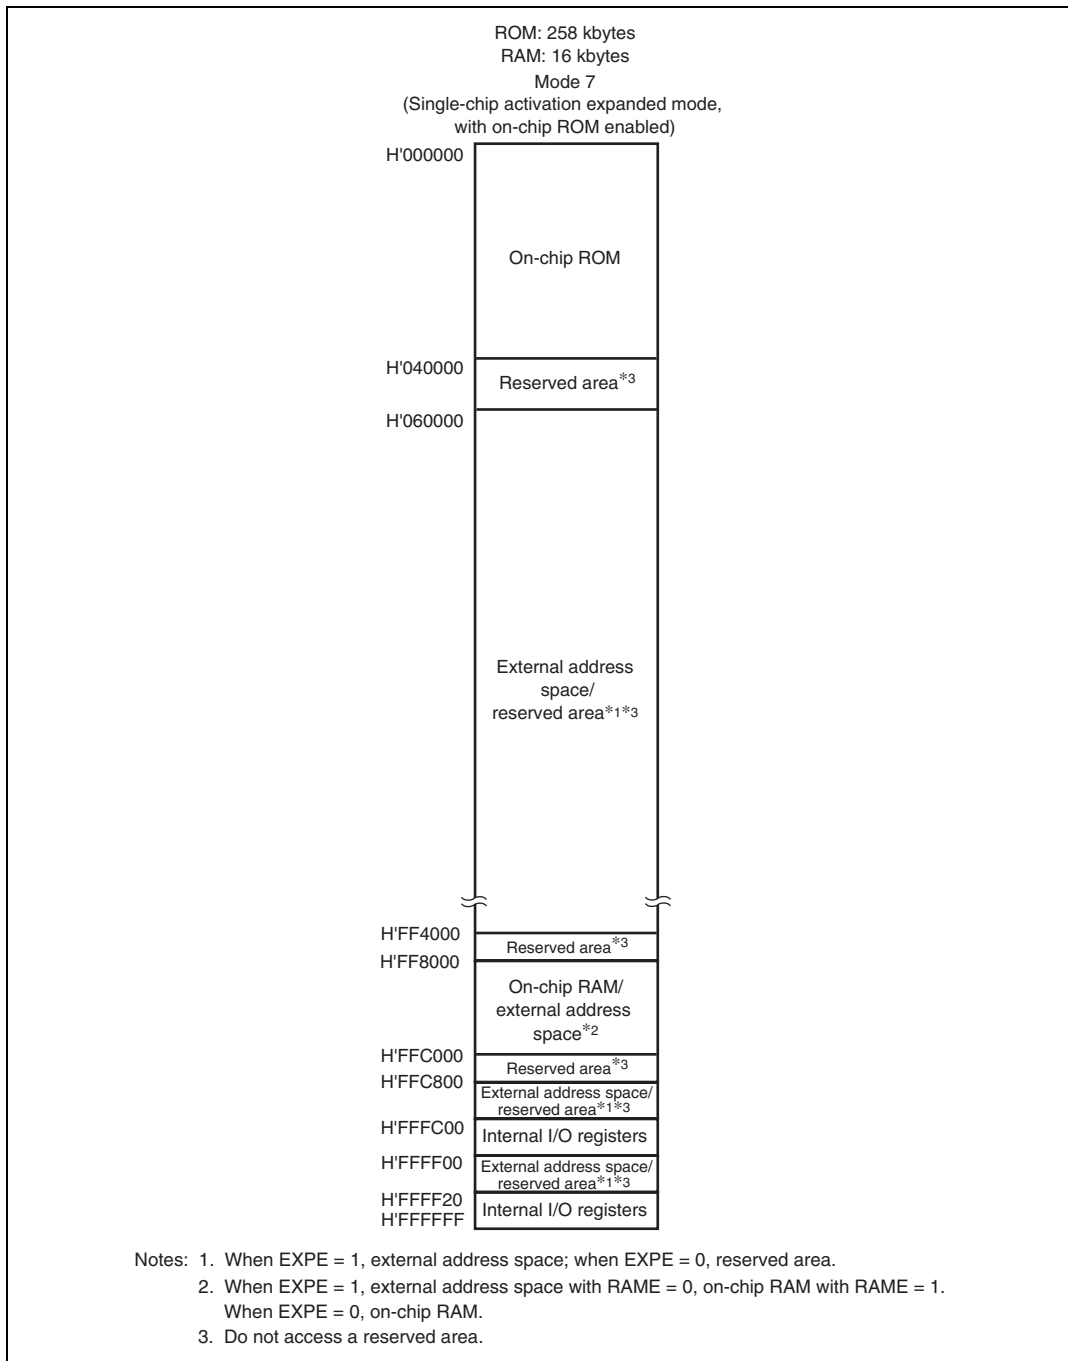 ROM: 258 kbytes
RAM: 16 kbytes
Mode 7
(Single-chip activation expanded mode,
with on-chip ROM enabled)
H'000000
On-chip ROM
H'040000
Reserved area*3
H'060000
External address
space/
reserved area*1*3
H'FF4000
Reserved area*3
H'FF8000
On-chip RAM/
external address
space*2
H'FFC000
Reserved area*3
H'FFC800
External address space/
reserved area*1*3
H'FFFC00
Internal I/O registers
H'FFFF00
External address space/
reserved area*1*3
H'FFFF20
Internal I/O registers
H'FFFFFF
Notes: 1. When EXPE = 1, external address space; when EXPE = 0, reserved area.
2. When EXPE = 1, external address space with RAME = 0, on-chip RAM with RAME = 1.
When EXPE = 0, on-chip RAM.
3. Do not access a reserved area.